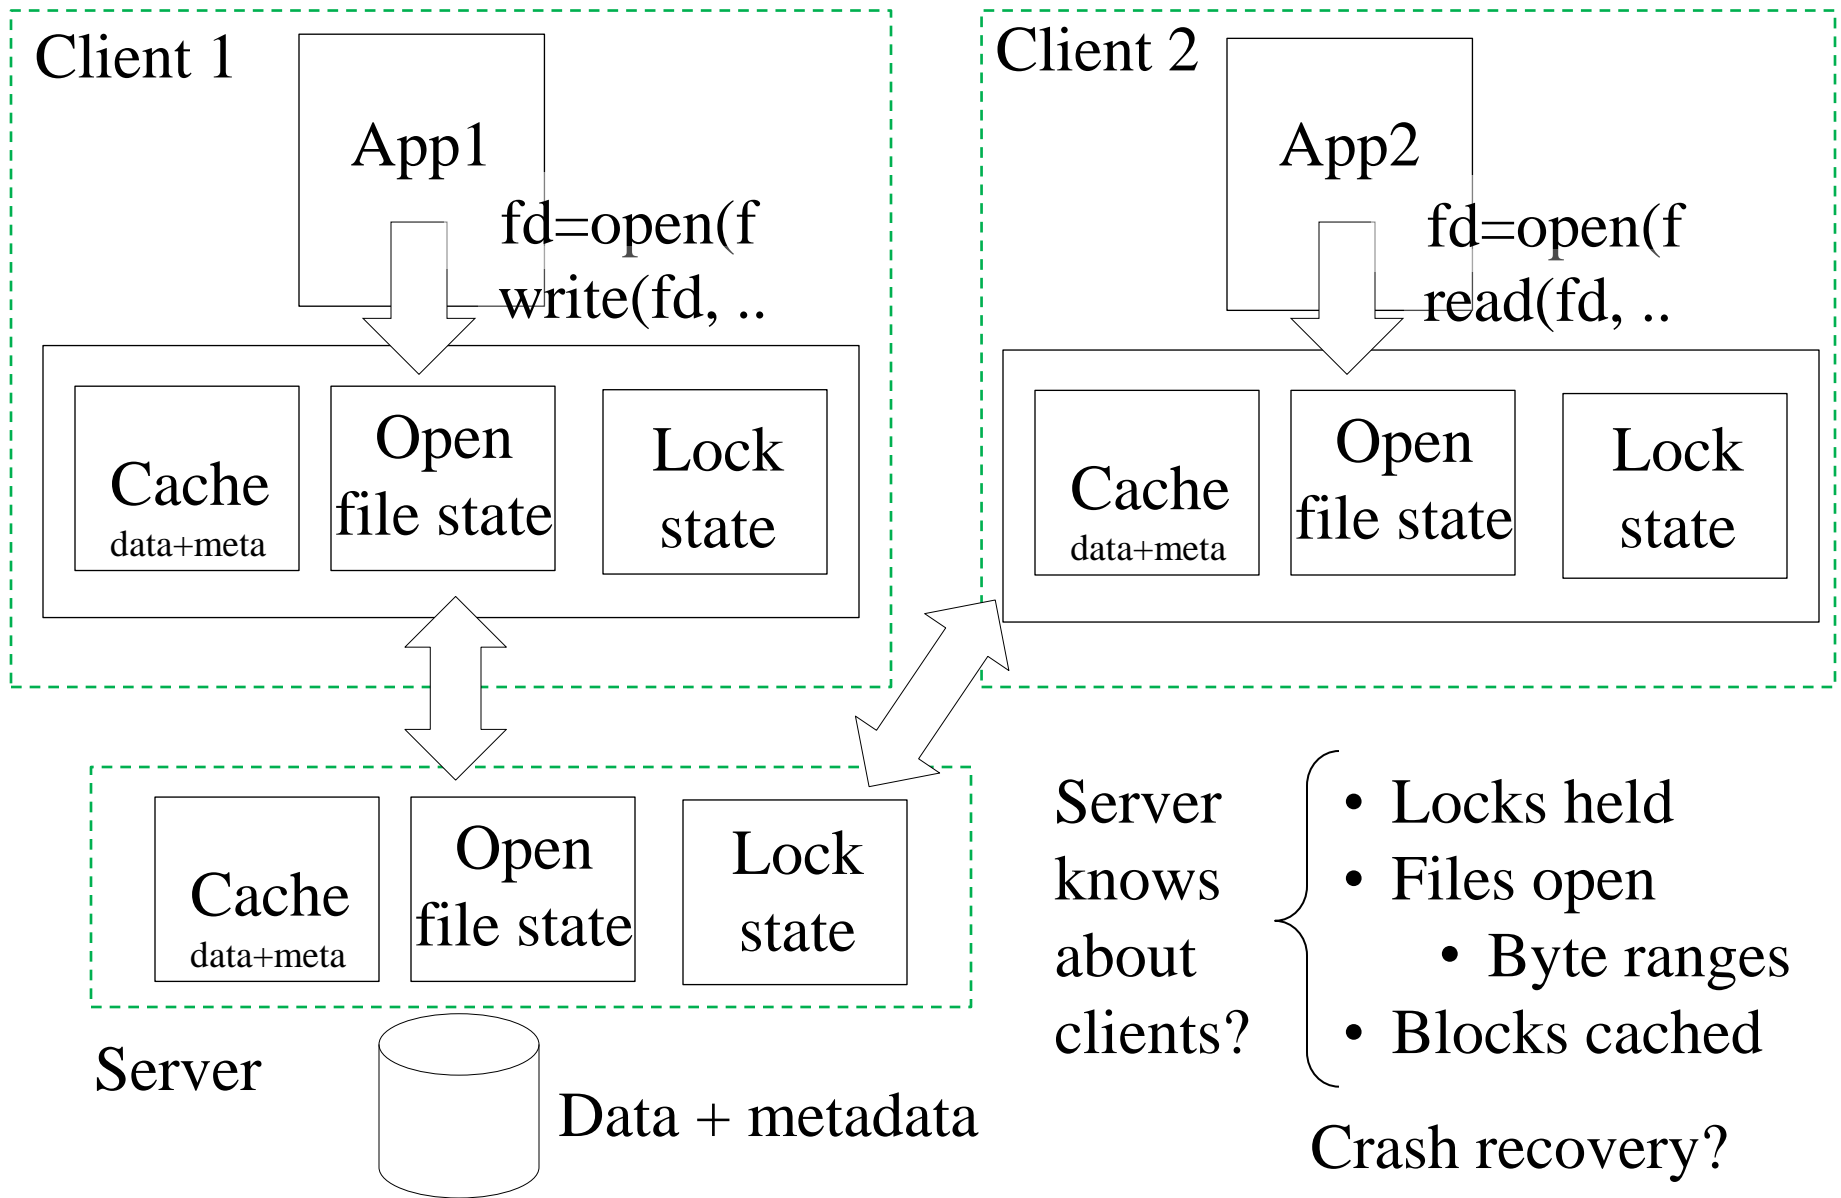 Client 1
App1
fd=open(f
write(fd, ..
Cache
data+meta
Open
file state
Lock
state
Client 2
App2
fd=open(f
read(fd, ..
Cache
data+meta
Open
file state
Lock
state
Cache
data+meta
Open
file state
Lock
state
Server
Data + metadata
Server
knows
about
clients?
• Locks held
• Files open
• Byte ranges
• Blocks cached
Crash recovery?